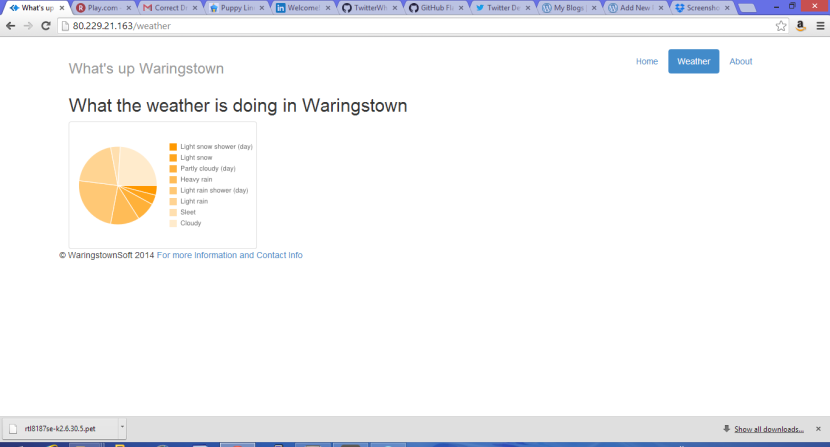 What's up
Play.com
Correct D
Puppy Lin
Welcome!
TwitterWh
GitHub Fl
Twitter De
My Blogs
Add New
Screensho
80.229.21.163/weather
What's up Waringstown
Home
Weather
About
What the weather is doing in Waringstown
Light snow shower (day)
Light snow
Partly cloudy (day)
Heavy rain
Light rain shower (day)
Light rain
Sleet
Cloudy
© WaringstownSoft 2014 For more Information and Contact Info
rtl8187se-k2.6.30.5.pet
Show all downloads...